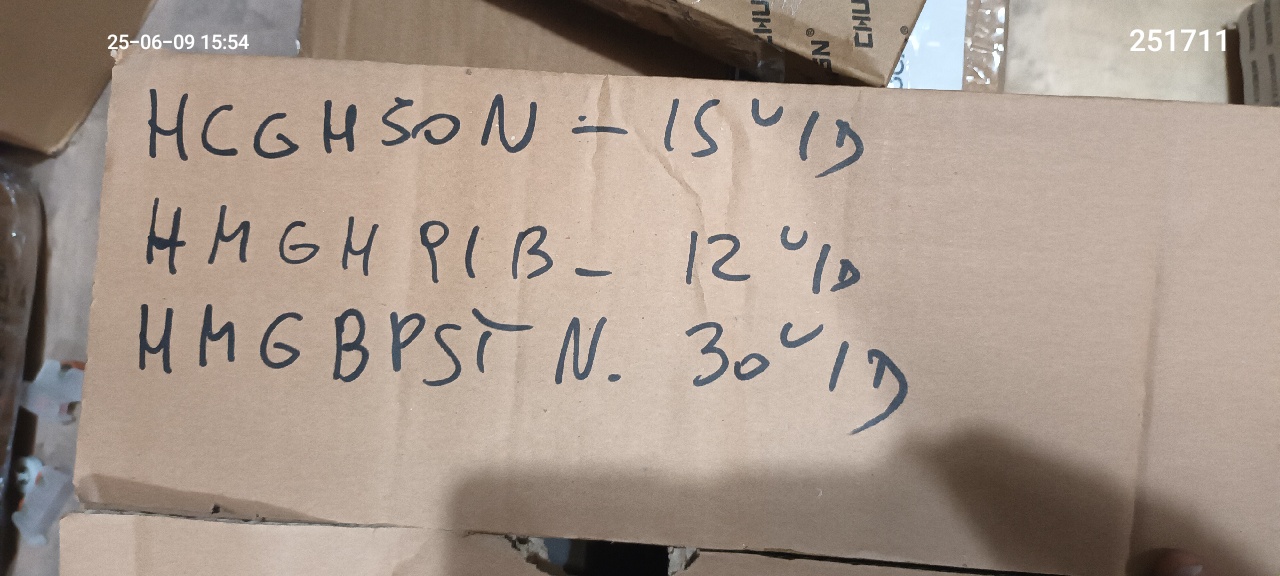 25-06-09 15:54
251711
HCGH50N - 15 U/D
HMGH91B - 12 U/D
HMGBPST N. 30 U/D